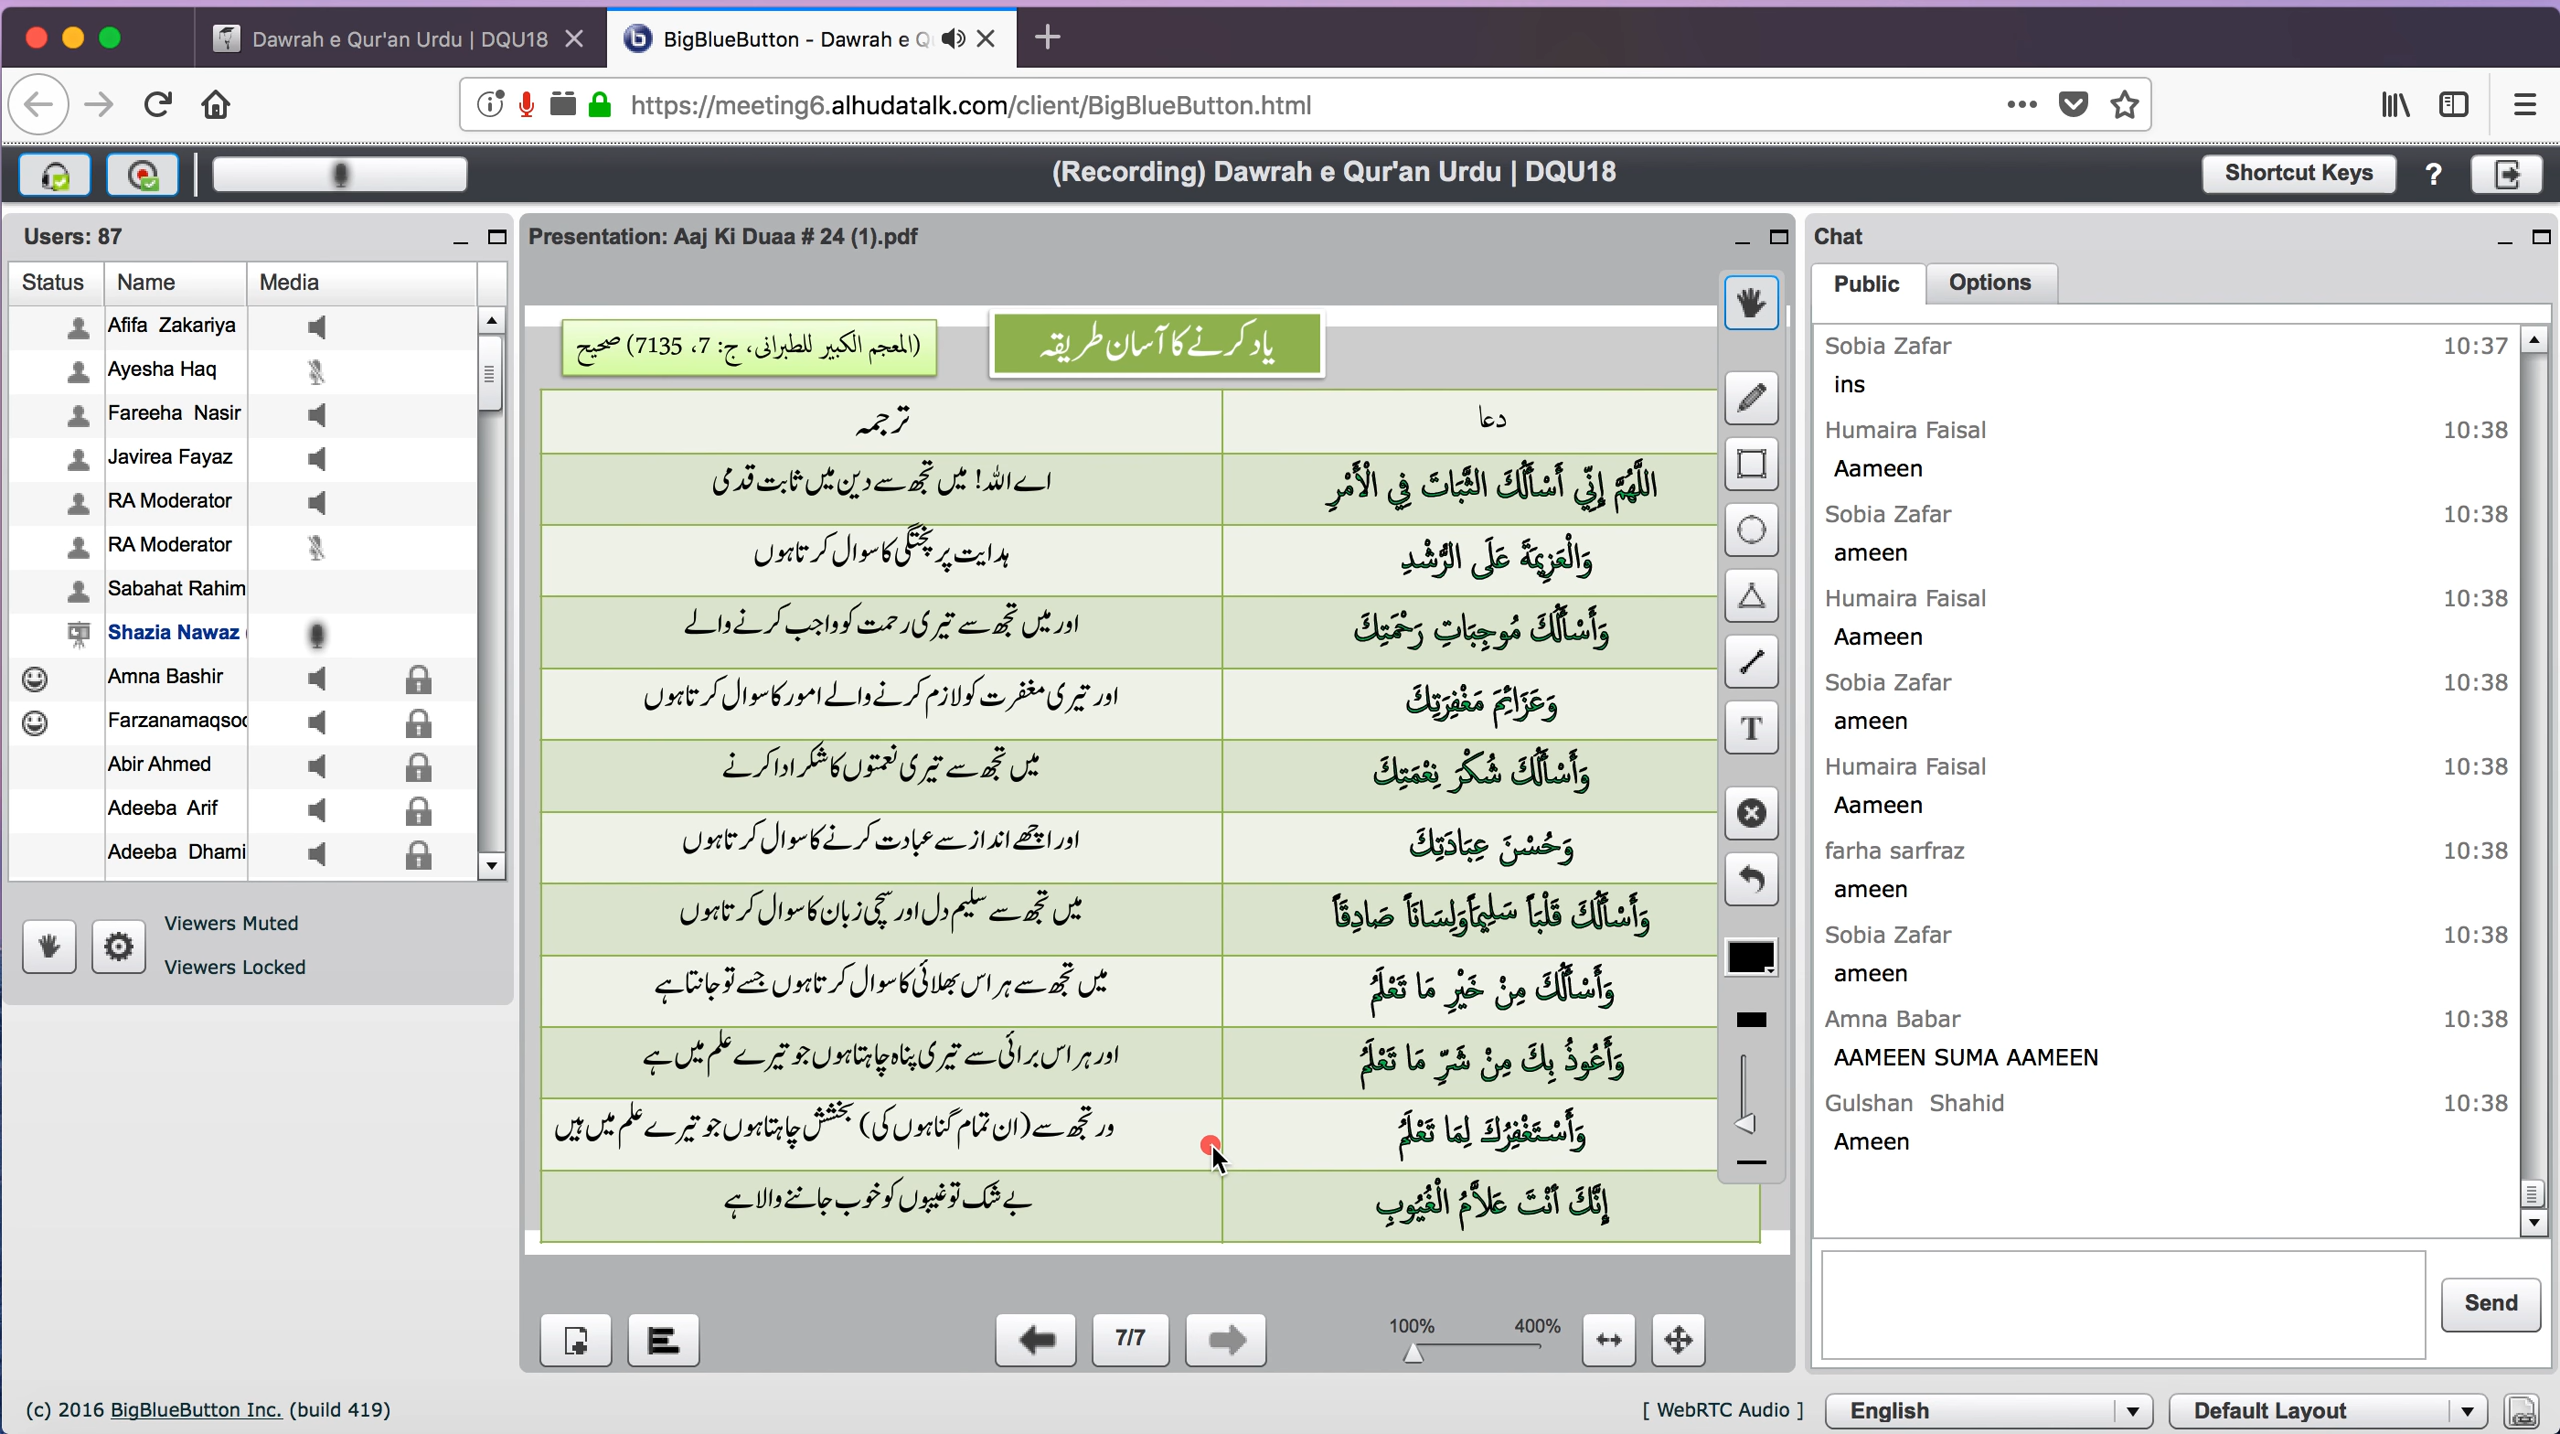 Dawrah e Qur'an Urdu | DQU18
BigBlueButton - Dawrah e Q
https://meeting6.alhudatalk.com/client/BigBlueButton.html
(Recording) Dawrah e Qur'an Urdu | DQU18
Shortcut Keys
?
Users: 87
Status Name Media
Afifa Zakariya
Ayesha Haq
Fareeha Nasir
Javirea Fayaz
RA Moderator
RA Moderator
Sabahat Rahim
Shazia Nawaz
Amna Bashir
Farzanamaqsoo
Abir Ahmed
Adeeba Arif
Adeeba Dhami
Viewers Muted
Viewers Locked
Presentation: Aaj Ki Duaa # 24 (1).pdf
یاد کرنے کا آسان طریقہ
(المعجم الكبير للطبرانی، ج: 7، 7135) صحیح
دعا
ترجمہ
اللَّهُمَّ إِنِّي أَسْأَلُكَ الثَّبَاتَ فِي الْأَمْرِ
اے اللہ! میں تجھ سے دین میں ثابت قدمی
وَالْعَزِيمَةَ عَلَى الرُّشْدِ
ہدایت پر پختگی کا سوال کرتا ہوں
وَأَسْأَلُكَ مُوجِبَاتِ رَحْمَتِكَ
اور میں تجھ سے تیری رحمت کو واجب کرنے والے
وَعَزَائِمَ مَغْفِرَتِكَ
اور تیری مغفرت کو لازم کرنے والے امور کا سوال کرتا ہوں
وَأَسْأَلُكَ شُكْرَ نِعْمَتِكَ
میں تجھ سے تیری نعمتوں کا شکر ادا کرنے
وَحُسْنَ عِبَادَتِكَ
اور اچھے انداز سے عبادت کرنے کا سوال کرتا ہوں
وَأَسْأَلُكَ قَلْبَاً سَلِيمَاً وَلِسَانَاً صَادِقَاً
میں تجھ سے سلیم دل اور سچی زبان کا سوال کرتا ہوں
وَأَسْأَلُكَ مِنْ خَيْرِ مَا تَعْلَمُ
میں تجھ سے ہر اس بھلائی کا سوال کرتا ہوں جسے تو جانتا ہے
وَأَعُوذُ بِكَ مِنْ شَرِّ مَا تَعْلَمُ
اور ہر اس برائی سے تیری پناہ چاہتا ہوں جو تیرے علم میں ہے
وَأَسْتَغْفِرُكَ لِمَا تَعْلَمُ
ور تجھ سے (ان تمام گناہوں کی) بخشش چاہتا ہوں جو تیرے علم میں ہیں
إِنَّكَ أَنْتَ عَلاَّمُ الْغُيُوبِ
بے شک تو غیبوں کو خوب جاننے والا ہے
T
7/7
100% 400%
Chat
Public Options
Sobia Zafar 10:37
ins
Humaira Faisal 10:38
Aameen
Sobia Zafar 10:38
ameen
Humaira Faisal 10:38
Aameen
Sobia Zafar 10:38
ameen
Humaira Faisal 10:38
Aameen
farha sarfraz 10:38
ameen
Sobia Zafar 10:38
ameen
Amna Babar 10:38
AAMEEN SUMA AAMEEN
Gulshan Shahid 10:38
Ameen
Send
(c) 2016 BigBlueButton Inc. (build 419)
[ WebRTC Audio ]
English
Default Layout